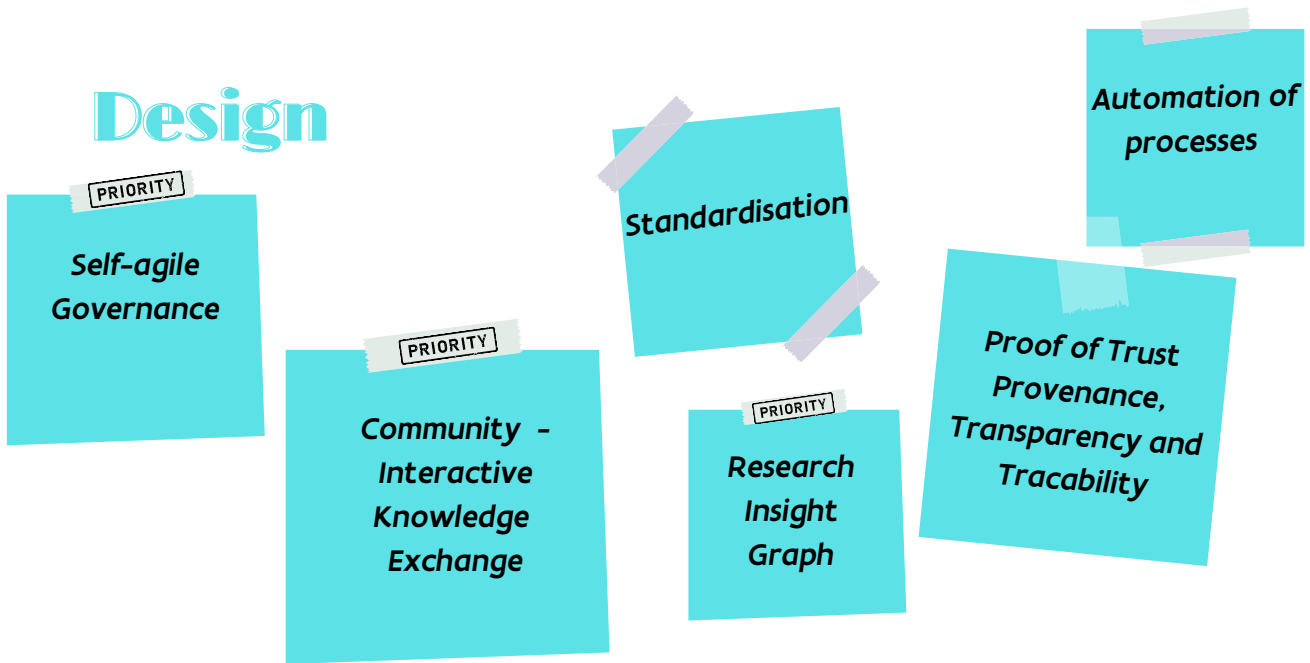 Design
PRIORITY
Self-agile
Governance
PRIORITY
Community -
Interactive
Knowledge
Exchange
Standardisation
PRIORITY
Research
Insight
Graph
Automation of
processes
Proof of Trust
Provenance,
Transparency and
Tracability